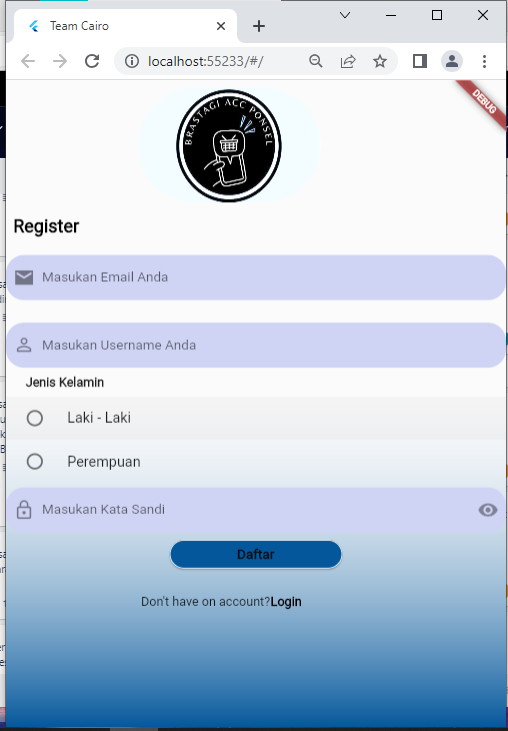 Team Cairo
localhost:55233/#/
DEBUG
BRASTAGI ACC PONSEL
Register
Masukan Email Anda
Masukan Username Anda
Jenis Kelamin
Laki - Laki
Perempuan
Masukan Kata Sandi
Daftar
Don't have on account?Login